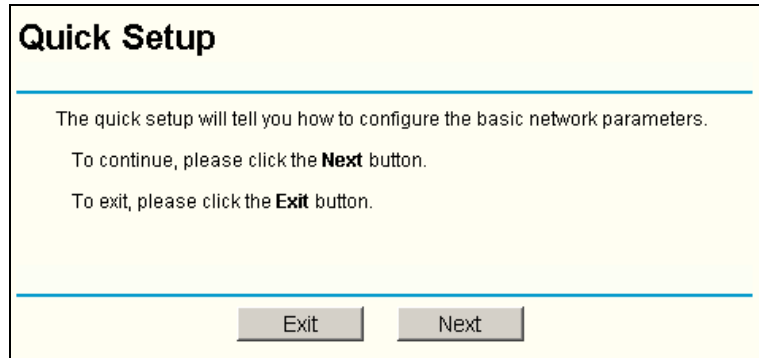 Quick Setup
The quick setup will tell you how to configure the basic network parameters.
To continue, please click the Next button.
To exit, please click the Exit button.
Exit Next